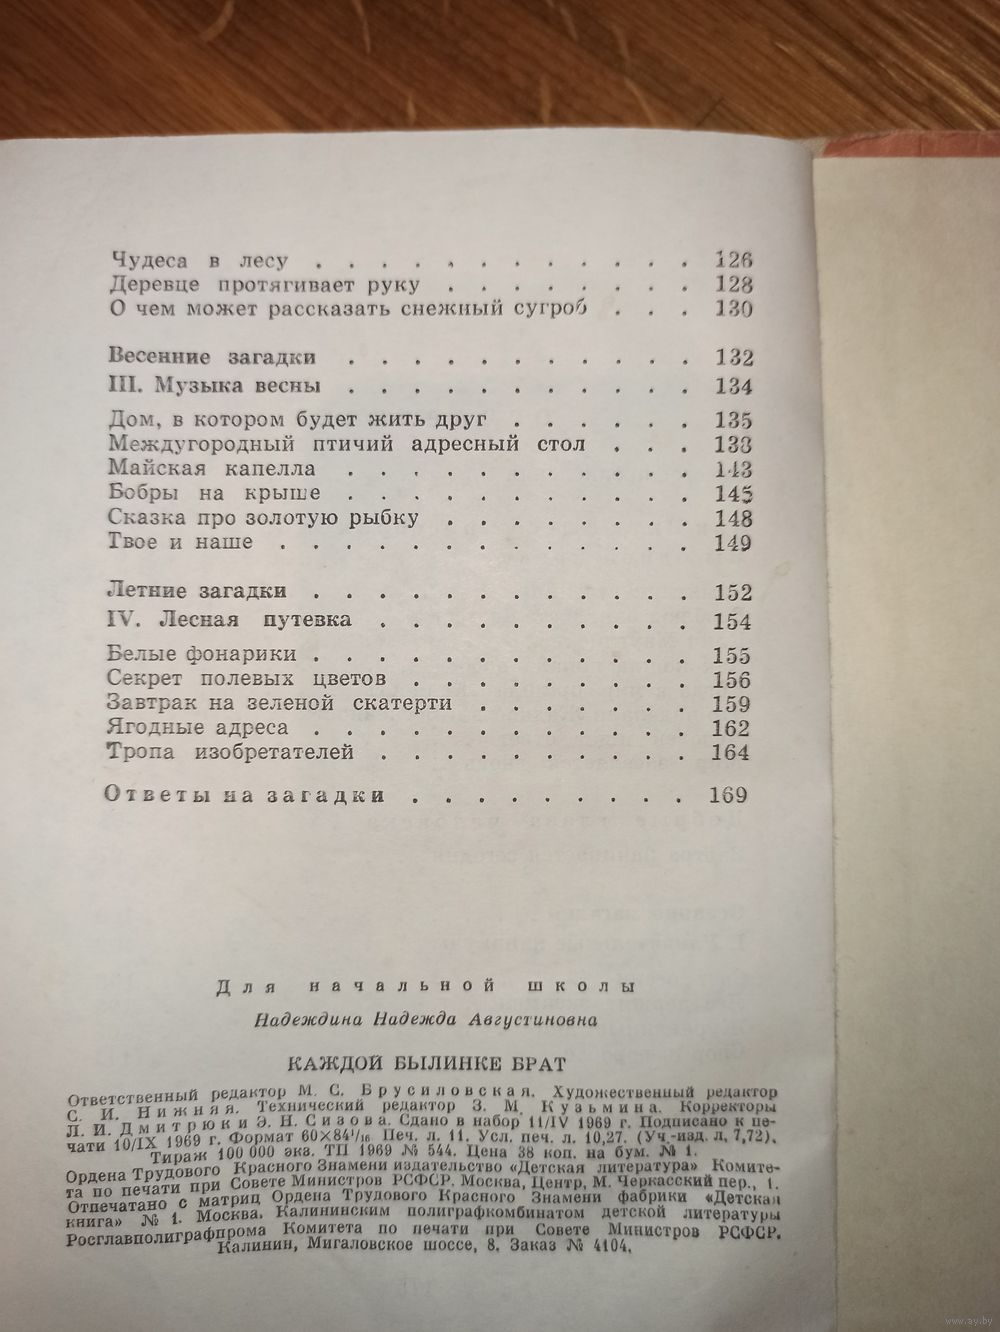 Чудеса в лесу . . . . . . . . . . . . 126
Деревце протягивает руку . . . . . . . . 128
О чем может рассказать снежный сугроб . . . 130
Весенние загадки . . . . . . . . . . . 132
III. Музыка весны . . . . . . . . . . . 134
Дом, в котором будет жить друг . . . . . . 135
Междугородный птичий адресный стол . . . 138
Майская капелла . . . . . . . . . . . 143
Бобры на крыше . . . . . . . . . . . 145
Сказка про золотую рыбку . . . . . . . . 148
Твое и наше . . . . . . . . . . . . . 149
Летние загадки . . . . . . . . . . . . 152
IV. Лесная путевка . . . . . . . . . . 154
Белые фонарики . . . . . . . . . . . . 155
Секрет полевых цветов . . . . . . . . . 156
Завтрак на зеленой скатерти . . . . . . . 159
Ягодные адреса . . . . . . . . . . . . 162
Тропа изобретателей . . . . . . . . . . 164
Ответы на загадки . . . . . . . . . 169
Для начальной школы
Надеждина Надежда Августиновна
КАЖДОЙ БЫЛИНКЕ БРАТ
Ответственный редактор М. С. Брусиловская. Художественный редактор
С. И. Нижняя. Технический редактор З. М. Кузьмина. Корректоры
Л. И. Дмитрюк и Э. Н. Сизова. Сдано в набор 11/IV 1969 г. Подписано к пе-
чати 10/IX 1969 г. Формат 60×84¹/₁₆ Печ. л. 11. Усл. печ. л. 10,27. (Уч.-изд. л. 7,72).
Тираж 100 000 экз. ТП 1969 № 544. Цена 38 коп. на бум. № 1.
Ордена Трудового Красного Знамени издательство «Детская литература» Комите-
та по печати при Совете Министров РСФСР. Москва, Центр, М. Черкасский пер., 1.
Отпечатано с матриц Ордена Трудового Красного Знамени фабрики «Детская
книга» № 1. Москва. Калининским полиграфкомбинатом детской литературы
Росглавполиграфпрома Комитета по печати при Совете Министров РСФСР.
Калинин, Мигаловское шоссе, 8. Заказ № 4104.
www.ay.by